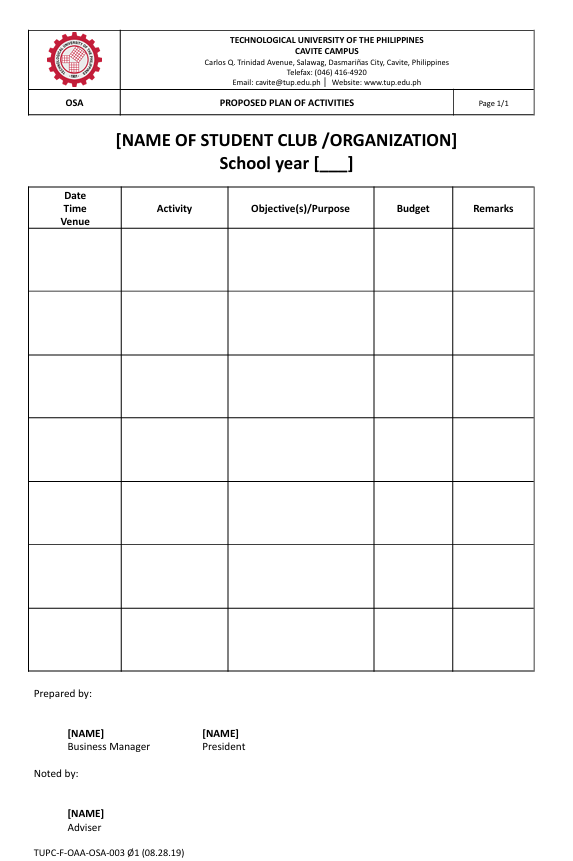 TECHNOLOGICAL UNIVERSITY OF THE PHILIPPINES
CAVITE CAMPUS
Carlos Q. Trinidad Avenue, Salawag, Dasmariñas City, Cavite, Philippines
Telefax: (046) 416-4920
Email: cavite@tup.edu.ph │ Website: www.tup.edu.ph
OSA
PROPOSED PLAN OF ACTIVITIES
Page 1/1
[NAME OF STUDENT CLUB /ORGANIZATION]
School year [___]
Date
Time
Venue
Activity
Objective(s)/Purpose
Budget
Remarks
Prepared by:
[NAME] [NAME]
Business Manager President
Noted by:
[NAME]
Adviser
TUPC-F-OAA-OSA-003 Ø1 (08.28.19)